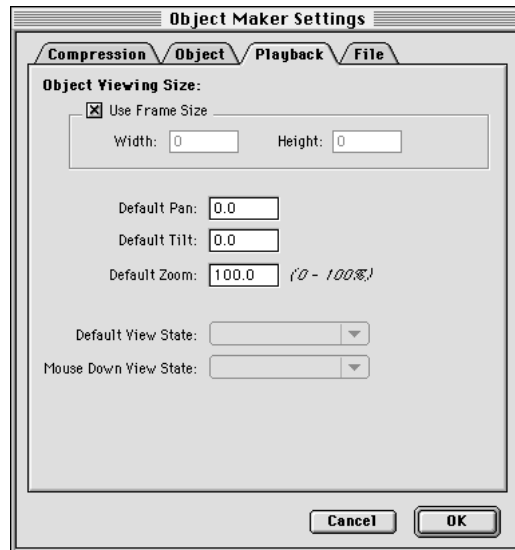 Object Maker Settings
Compression Object Playback File
Object Viewing Size:
Use Frame Size
Width: 0 Height: 0
Default Pan: 0.0
Default Tilt: 0.0
Default Zoom: 100.0 (0 - 100%)
Default View State:
Mouse Down View State:
Cancel OK